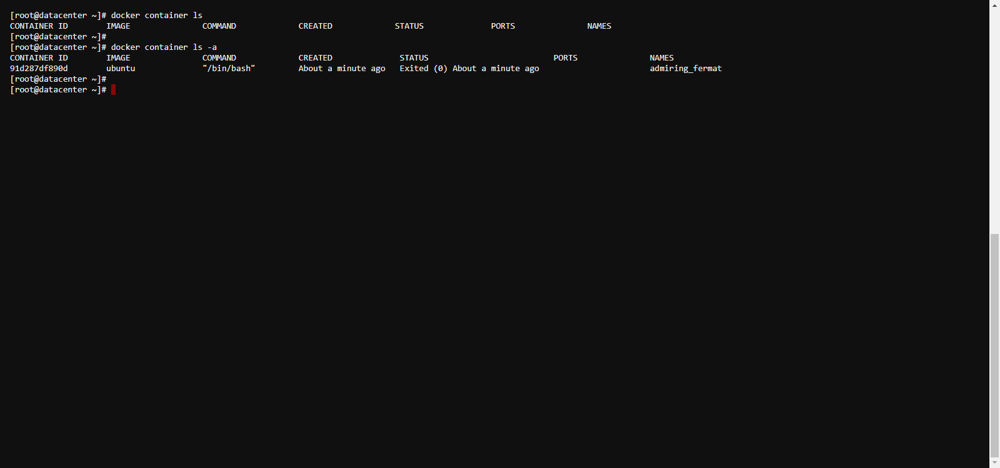 [root@datacenter ~]# docker container ls
CONTAINER ID        IMAGE               COMMAND             CREATED             STATUS              PORTS               NAMES
[root@datacenter ~]#
[root@datacenter ~]# docker container ls -a
CONTAINER ID        IMAGE               COMMAND             CREATED              STATUS                          PORTS               NAMES
91d287df890d        ubuntu              "/bin/bash"         About a minute ago   Exited (0) About a minute ago                       admiring_fermat
[root@datacenter ~]#
[root@datacenter ~]#